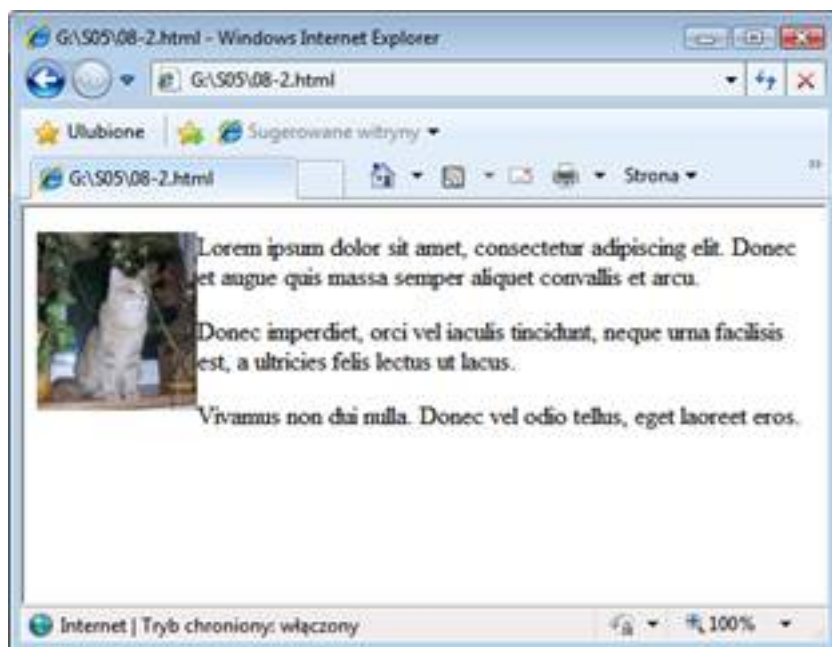 G:\S05\08-2.html - Windows Internet Explorer
G:\S05\08-2.html
Ulubione Sugerowane witryny
G:\S05\08-2.html Strona »
Lorem ipsum dolor sit amet, consectetur adipiscing elit. Donec
et augue quis massa semper aliquet convallis et arcu.
Donec imperdiet, orci vel iaculis tincidunt, neque urna facilisis
est, a ultricies felis lectus ut lacus.
Vivamus non dui nulla. Donec vel odio tellus, eget laoreet eros.
Internet | Tryb chroniony: włączony 100%